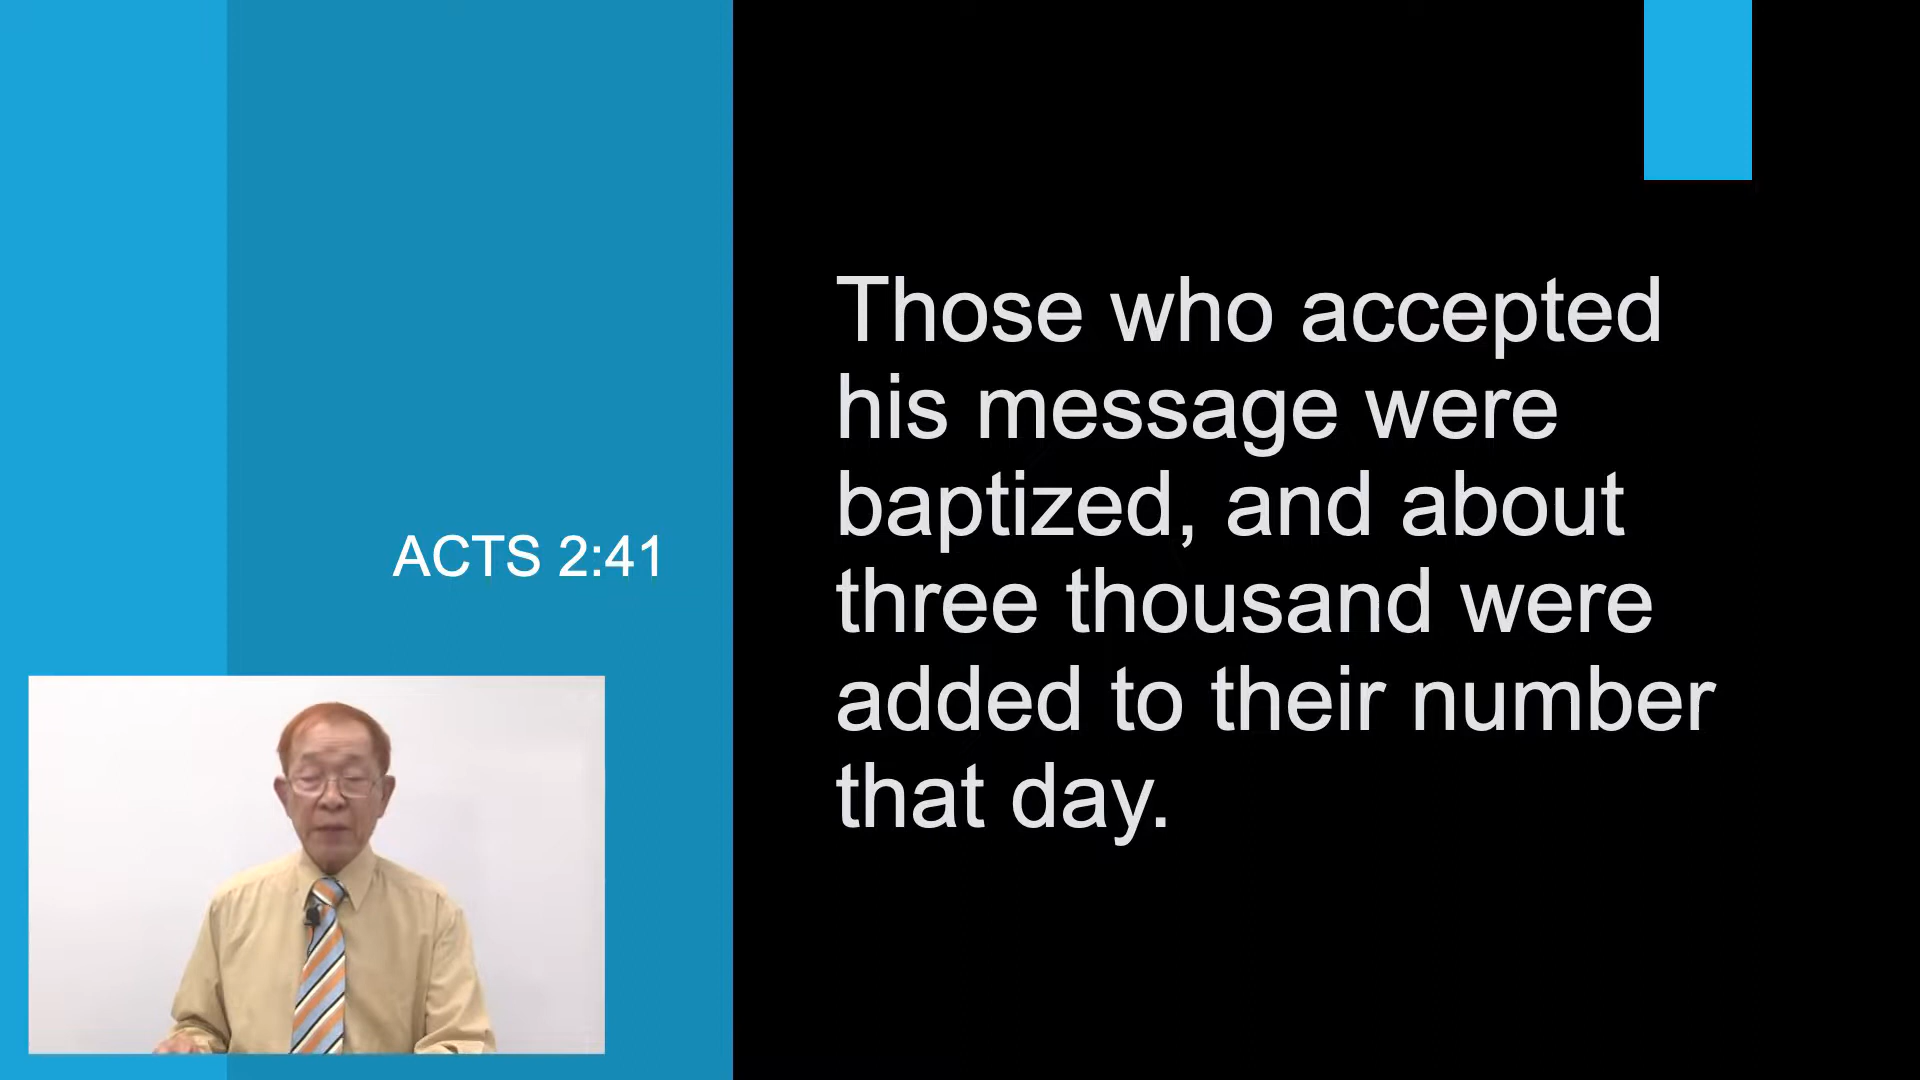 ACTS 2:41
Those who accepted
his message were
baptized, and about
three thousand were
added to their number
that day.